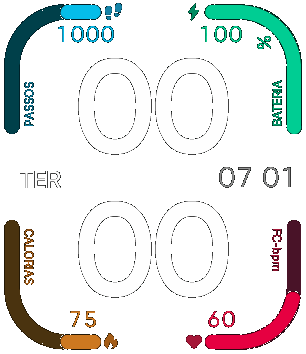 1000
100 %
PASSOS
BATERIA
00
TER
07 01
00
CALORIAS
FC-bpm
75
60